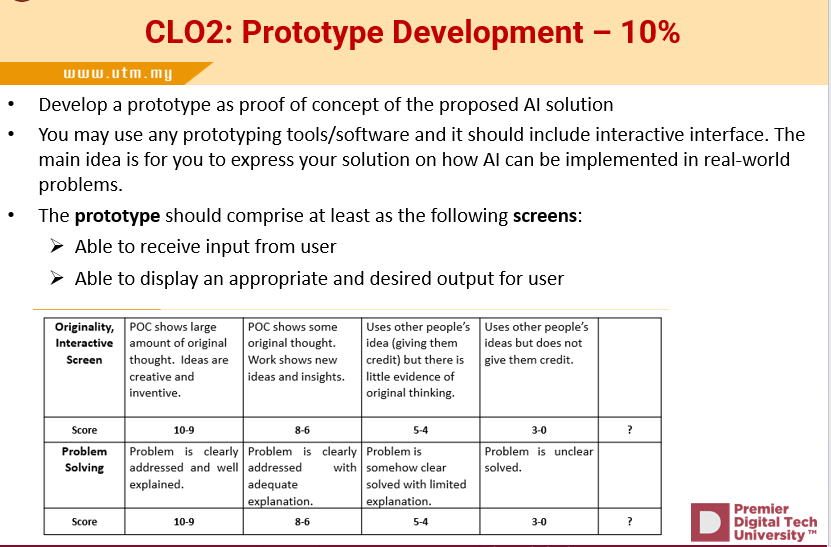 CLO2: Prototype Development – 10%
www.utm.my
• Develop a prototype as proof of concept of the proposed AI solution
• You may use any prototyping tools/software and it should include interactive interface. The
main idea is for you to express your solution on how AI can be implemented in real-world
problems.
• The prototype should comprise at least as the following screens:
➢ Able to receive input from user
➢ Able to display an appropriate and desired output for user
Originality,
Interactive
Screen
POC shows large
amount of original
thought. Ideas are
creative and
inventive.
POC shows some
original thought.
Work shows new
ideas and insights.
Uses other people’s
idea (giving them
credit) but there is
little evidence of
original thinking.
Uses other people’s
ideas but does not
give them credit.
Score 10-9 8-6 5-4 3-0 ?
Problem
Solving
Problem is clearly
addressed and well
explained.
Problem is clearly
addressed with
adequate
explanation.
Problem is
somehow clear
solved with limited
explanation.
Problem is unclear
solved.
Score 10-9 8-6 5-4 3-0 ?
Premier
Digital Tech
University™